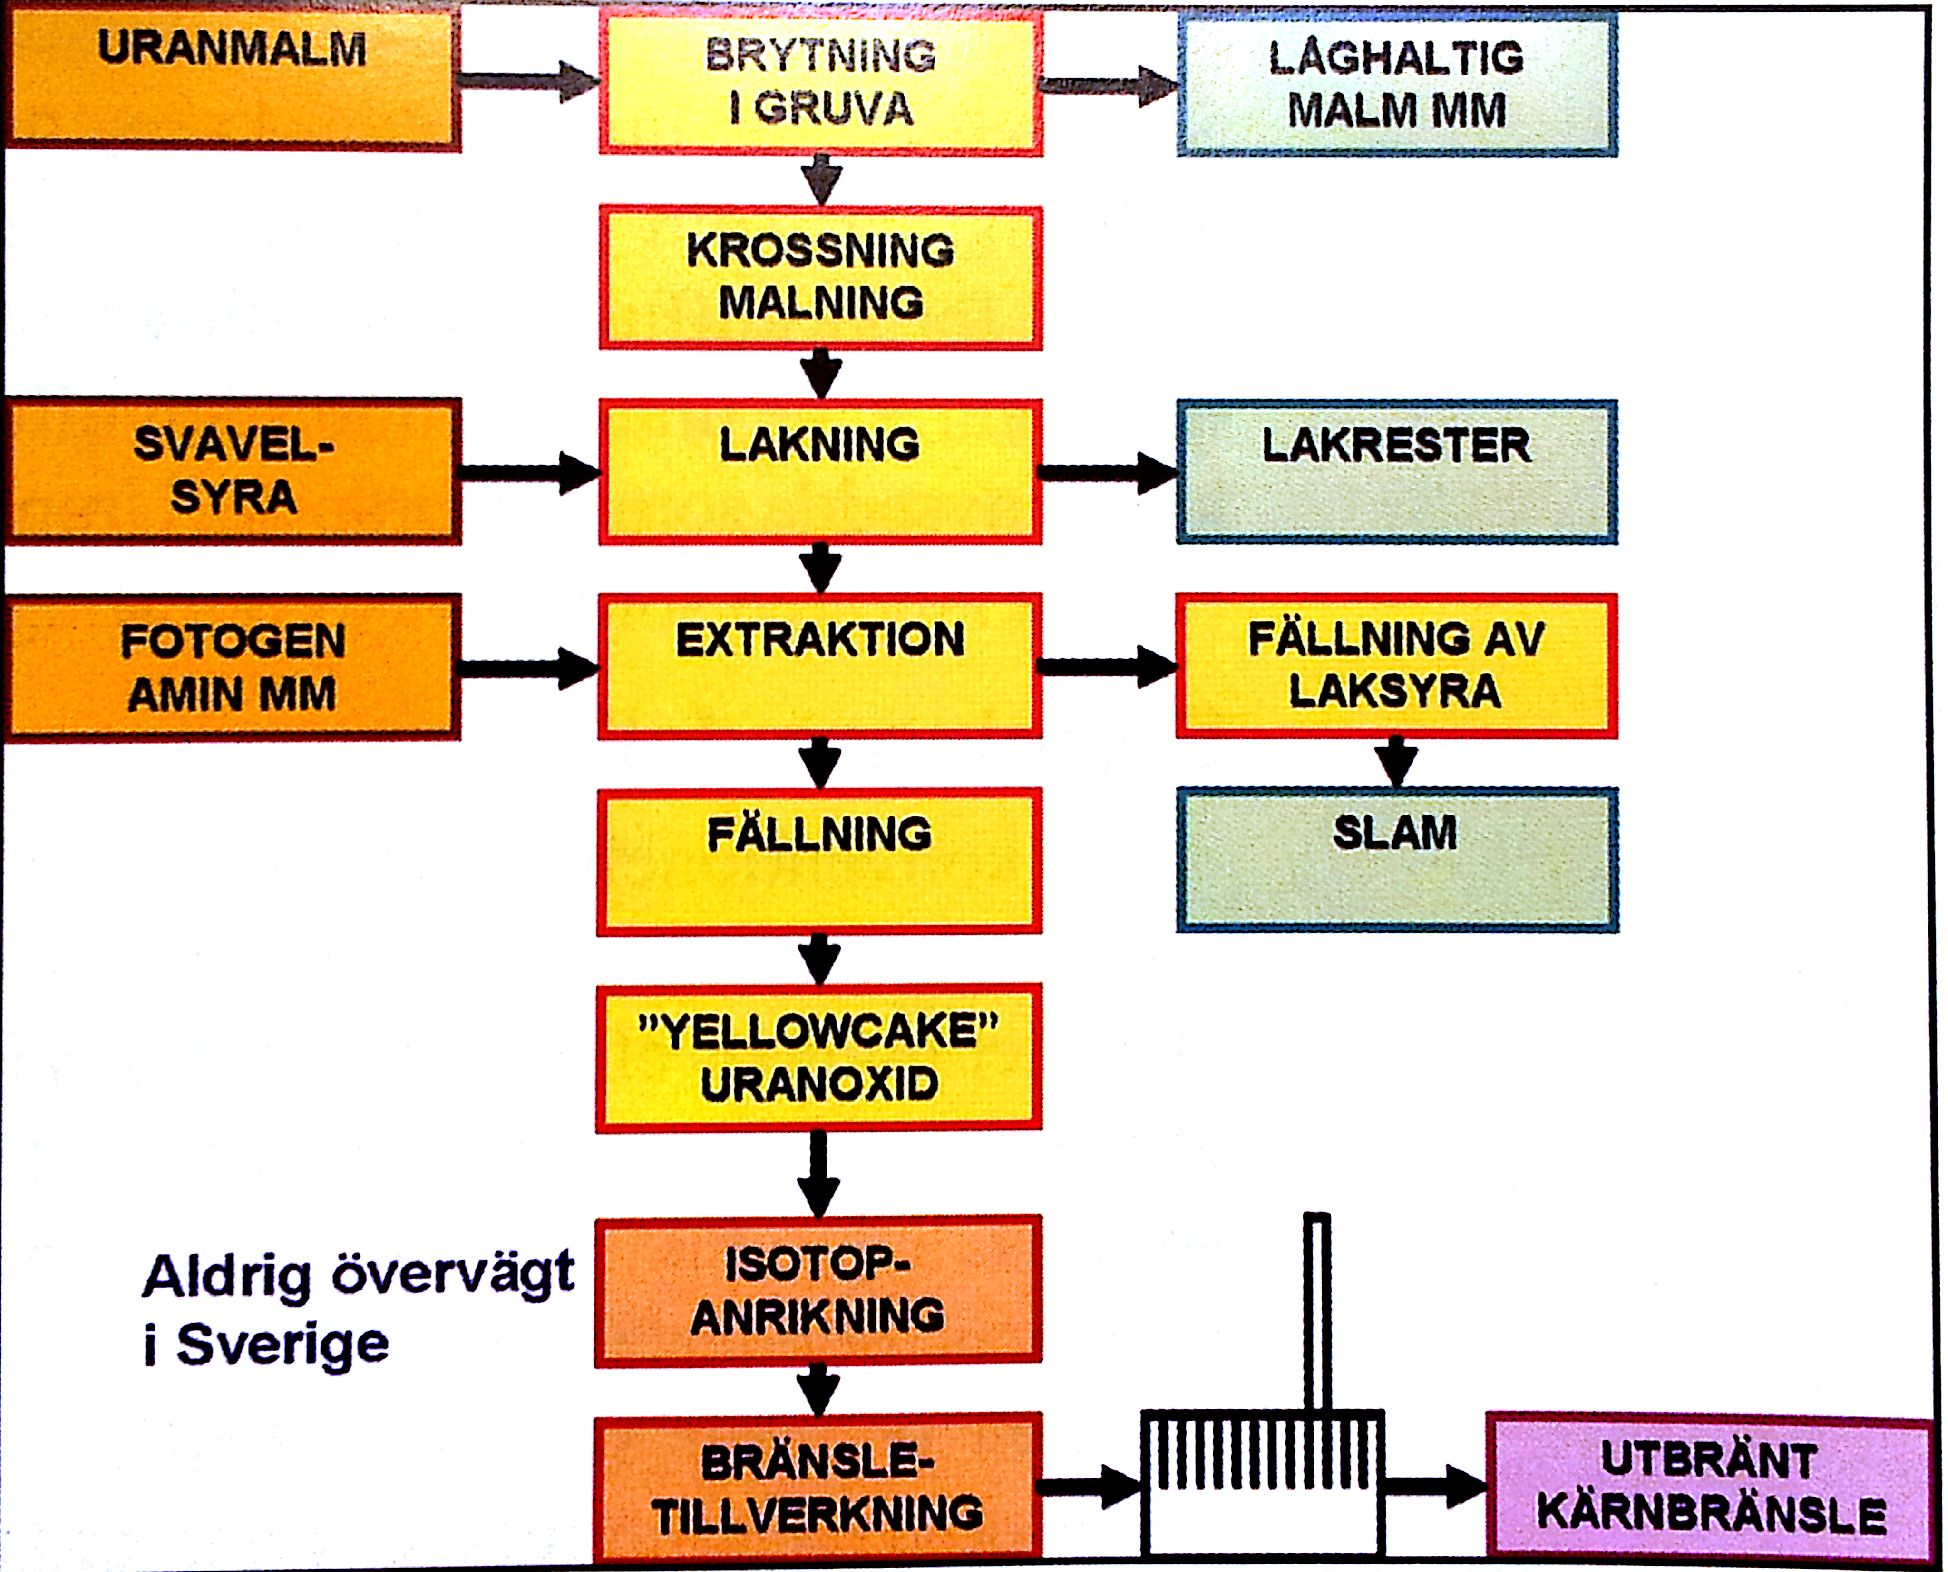 URANMALM
BRYTNING
I GRUVA
LÅGHALTIG
MALM MM
KROSSNING
MALNING
SVAVEL-
SYRA
LAKNING
LAKRESTER
FOTOGEN
AMIN MM
EXTRAKTION
FÄLLNING AV
LAKSYRA
FÄLLNING
SLAM
”YELLOWCAKE”
URANOXID
Aldrig övervägt
i Sverige
ISOTOP-
ANRIKNING
BRÄNSLE-
TILLVERKNING
UTBRÄNT
KÄRNBRÄNSLE